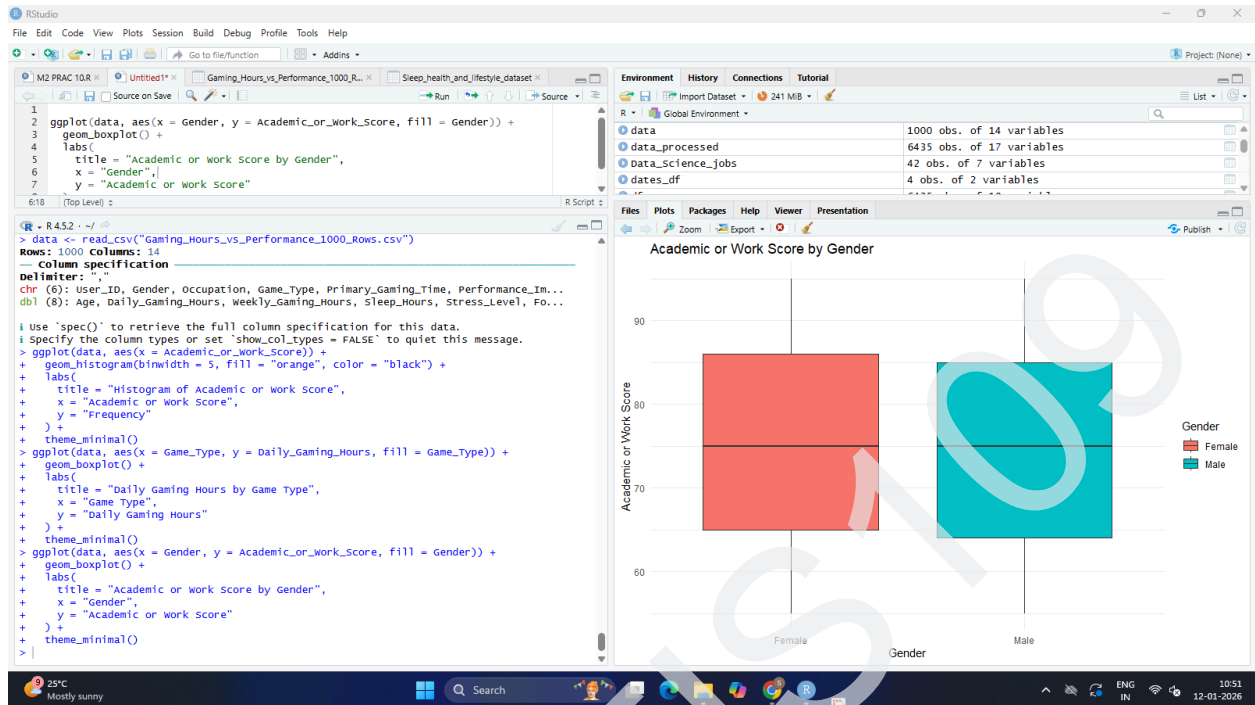 RStudio
File Edit Code View Plots Session Build Debug Profile Tools Help
Go to file/function
Addins
Project: (None)
M2 PRAC 10.R
Untitled1*
Gaming_Hours_vs_Performance_1000_R...
Sleep_health_and_lifestyle_dataset
Source on Save
Run
Source
1
2 ggplot(data, aes(x = Gender, y = Academic_or_Work_Score, fill = Gender)) +
3 geom_boxplot() +
4 labs(
5 title = "Academic or Work Score by Gender",
6 x = "Gender",
7 y = "Academic or Work Score"
6:18 (Top Level) R Script
R 4.5.2 · ~/
> data <- read_csv("Gaming_Hours_vs_Performance_1000_Rows.csv")
Rows: 1000 Columns: 14
── Column specification ──
Delimiter: ","
chr (6): User_ID, Gender, Occupation, Game_Type, Primary_Gaming_Time, Performance_Im...
dbl (8): Age, Daily_Gaming_Hours, Weekly_Gaming_Hours, Sleep_Hours, Stress_Level, Fo...
ℹ Use `spec()` to retrieve the full column specification for this data.
ℹ Specify the column types or set `show_col_types = FALSE` to quiet this message.
> ggplot(data, aes(x = Academic_or_Work_Score)) +
+ geom_histogram(binwidth = 5, fill = "orange", color = "black") +
+ labs(
+ title = "Histogram of Academic or Work Score",
+ x = "Academic or Work Score",
+ y = "Frequency"
+ ) +
+ theme_minimal()
> ggplot(data, aes(x = Game_Type, y = Daily_Gaming_Hours, fill = Game_Type)) +
+ geom_boxplot() +
+ labs(
+ title = "Daily Gaming Hours by Game Type",
+ x = "Game Type",
+ y = "Daily Gaming Hours"
+ ) +
+ theme_minimal()
> ggplot(data, aes(x = Gender, y = Academic_or_Work_Score, fill = Gender)) +
+ geom_boxplot() +
+ labs(
+ title = "Academic or Work Score by Gender",
+ x = "Gender",
+ y = "Academic or Work Score"
+ ) +
+ theme_minimal()
>
Environment History Connections Tutorial
Import Dataset 241 MiB List
R Global Environment
data 1000 obs. of 14 variables
data_processed 6435 obs. of 17 variables
Data_Science_jobs 42 obs. of 7 variables
dates_df 4 obs. of 2 variables
Files Plots Packages Help Viewer Presentation
Zoom Export Publish
Academic or Work Score by Gender
90
80
70
60
Academic or Work Score
Female
Male
Gender
Gender
Female
Male
S109
9
25°C
Mostly sunny
Search
ENG
IN
10:51
12-01-2026